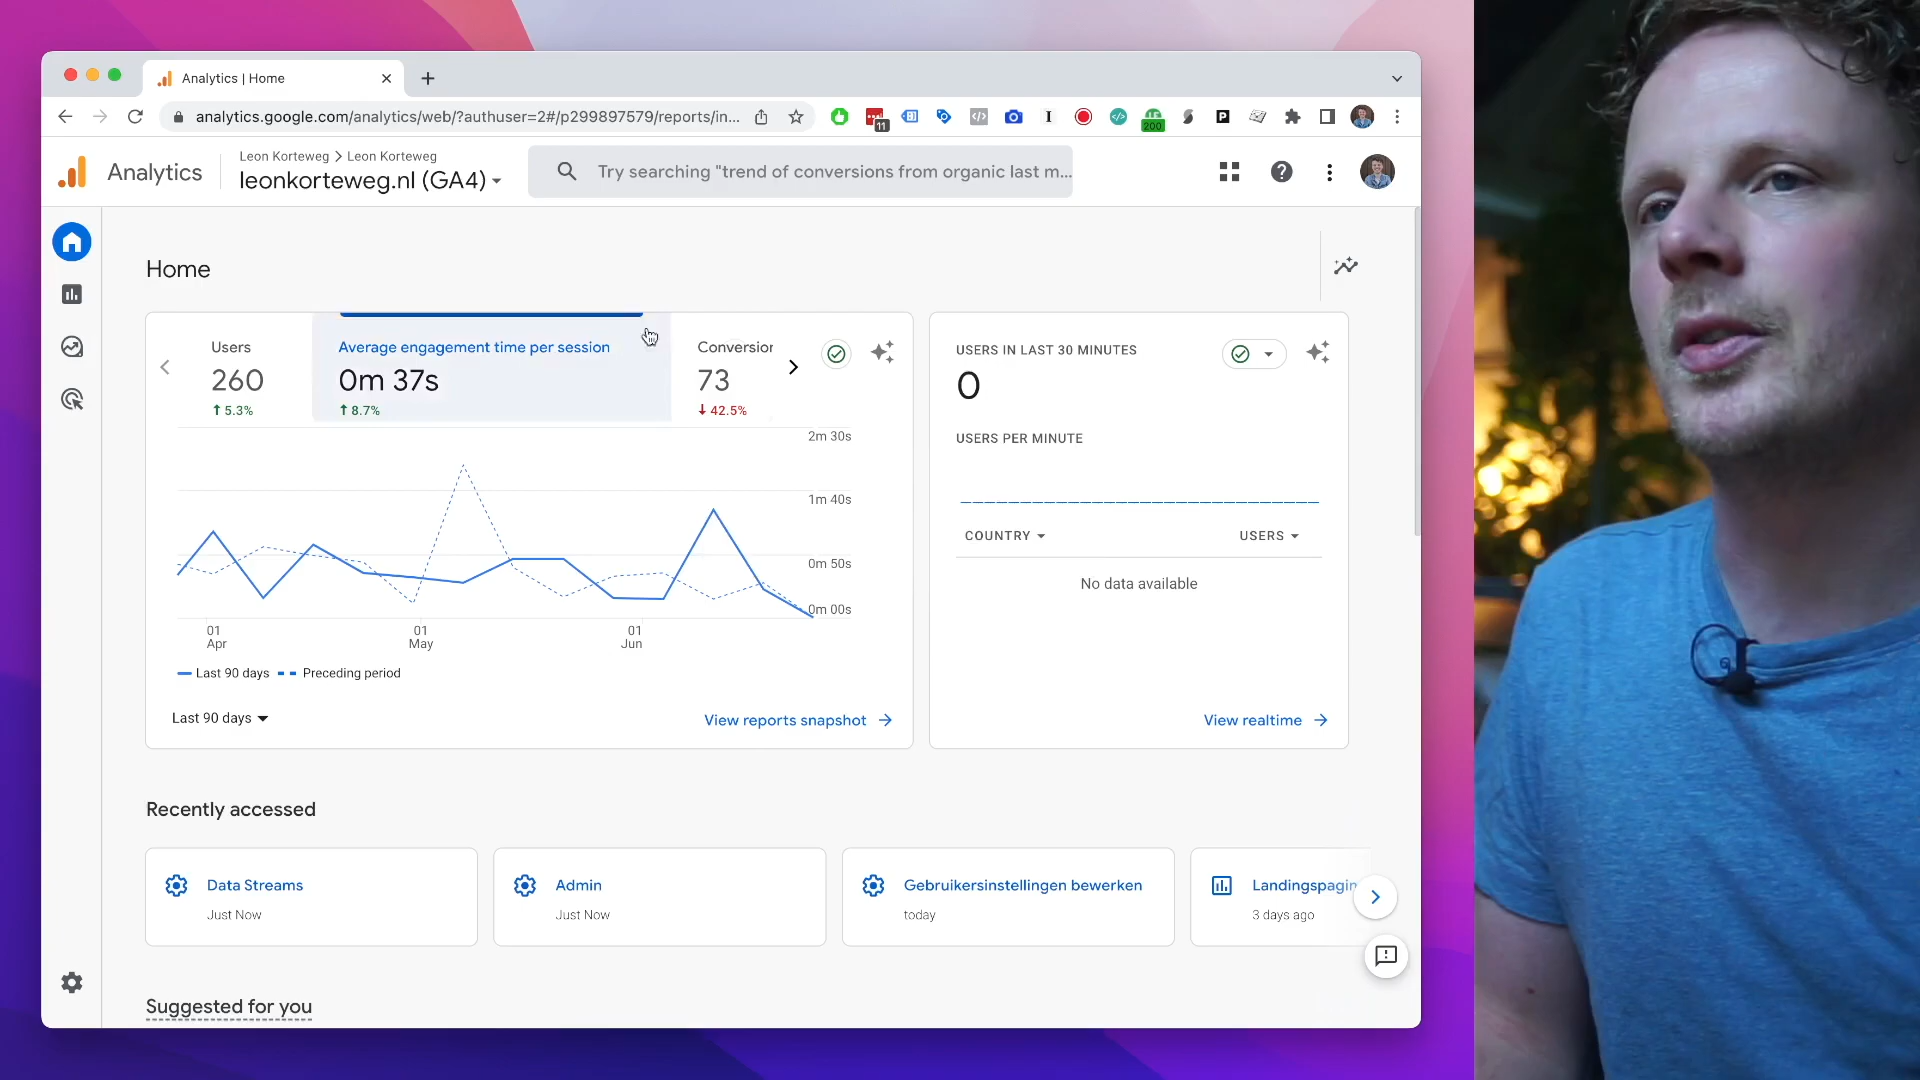 Analytics | Home
analytics.google.com/analytics/web/?authuser=2#/p299897579/reports/in...
11
200
P
Analytics
Leon Korteweg > Leon Korteweg
leonkorteweg.nl (GA4)
Try searching "trend of conversions from organic last m...
Home
Users
260
5.3%
Average engagement time per session
0m 37s
8.7%
Conversior
73
42.5%
2m 30s
1m 40s
0m 50s
0m 00s
01
Apr
01
May
01
Jun
Last 90 days
Preceding period
Last 90 days
View reports snapshot
USERS IN LAST 30 MINUTES
0
USERS PER MINUTE
COUNTRY
USERS
No data available
View realtime
Recently accessed
Data Streams
Just Now
Admin
Just Now
Gebruikersinstellingen bewerken
today
Landingspagin
3 days ago
Suggested for you